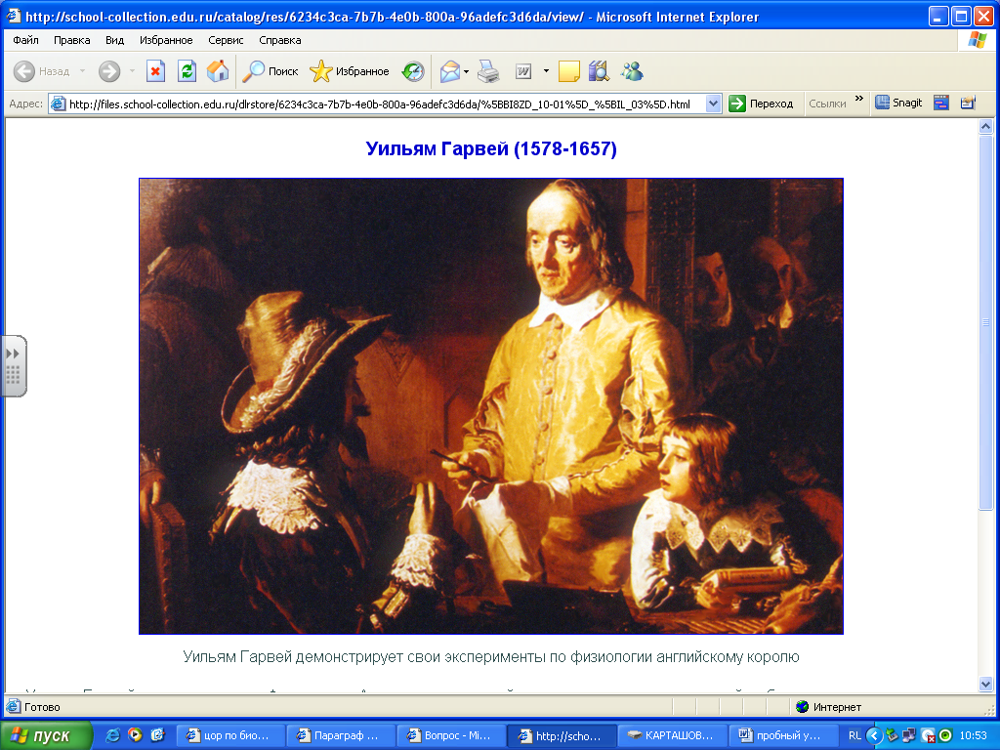 http://school-collection.edu.ru/catalog/res/6234c3ca-7b7b-4e0b-800a-96adefc3d6da/view/ - Microsoft Internet Explorer
Файл Правка Вид Избранное Сервис Справка
Назад Поиск Избранное
Адрес: http://files.school-collection.edu.ru/dlrstore/6234c3ca-7b7b-4e0b-800a-96adefc3d6da/%5BBI8ZD_10-01%5D_%5BIL_03%5D.html Переход Ссылки » Snagit
Уильям Гарвей (1578-1657)
Уильям Гарвей демонстрирует свои эксперименты по физиологии английскому королю
Готово Интернет
пуск цор по био... Параграф ... Вопрос - Mi... http://scho... КАРТАШОВ... пробный у... RL 10:53